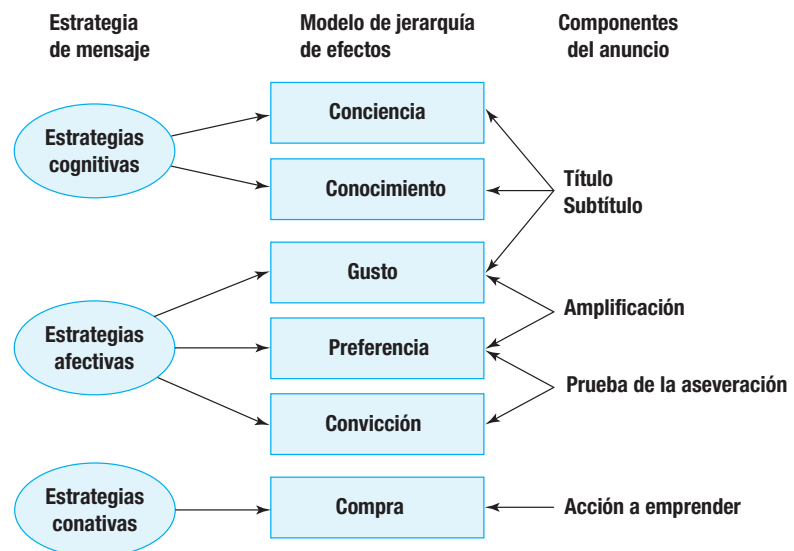 Estrategia
de mensaje
Modelo de jerarquía
de efectos
Componentes
del anuncio
Estrategias
cognitivas
Conciencia
Conocimiento
Título
Subtítulo
Estrategias
afectivas
Gusto
Preferencia
Convicción
Amplificación
Prueba de la aseveración
Estrategias
conativas
Compra
Acción a emprender